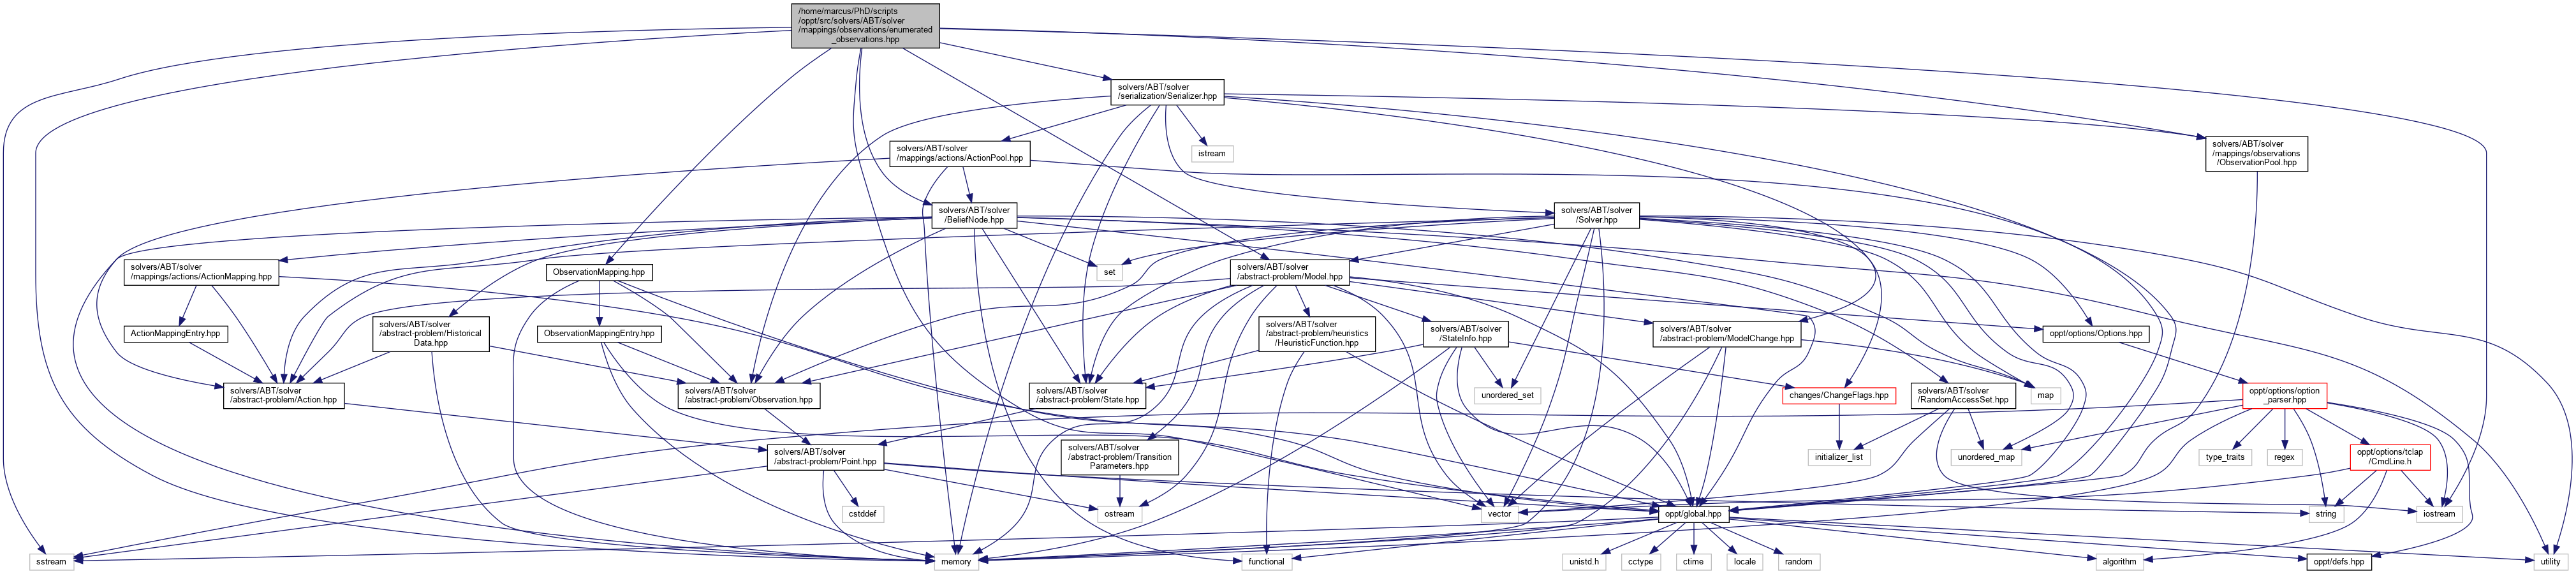 /home/marcus/PhD/scripts
/oppt/src/solvers/ABT/solver
/mappings/observations/enumerated
_observations.hpp
solvers/ABT/solver
/serialization/Serializer.hpp
solvers/ABT/solver
/mappings/actions/ActionPool.hpp
istream
solvers/ABT/solver
/mappings/observations
/ObservationPool.hpp
solvers/ABT/solver
/BeliefNode.hpp
solvers/ABT/solver
/Solver.hpp
solvers/ABT/solver
/mappings/actions/ActionMapping.hpp
ObservationMapping.hpp
set
solvers/ABT/solver
/abstract-problem/Model.hpp
ActionMappingEntry.hpp
solvers/ABT/solver
/abstract-problem/Historical
Data.hpp
ObservationMappingEntry.hpp
solvers/ABT/solver
/abstract-problem/heuristics
/HeuristicFunction.hpp
solvers/ABT/solver
/StateInfo.hpp
solvers/ABT/solver
/abstract-problem/ModelChange.hpp
oppt/options/Options.hpp
solvers/ABT/solver
/abstract-problem/Action.hpp
solvers/ABT/solver
/abstract-problem/Observation.hpp
solvers/ABT/solver
/abstract-problem/State.hpp
unordered_set
changes/ChangeFlags.hpp
solvers/ABT/solver
/RandomAccessSet.hpp
map
oppt/options/option
_parser.hpp
solvers/ABT/solver
/abstract-problem/Point.hpp
solvers/ABT/solver
/abstract-problem/Transition
Parameters.hpp
initializer_list
unordered_map
type_traits
regex
oppt/options/tclap
/CmdLine.h
cstddef
ostream
vector
oppt/global.hpp
string
iostream
sstream
memory
functional
unistd.h
cctype
ctime
locale
random
algorithm
oppt/defs.hpp
utility